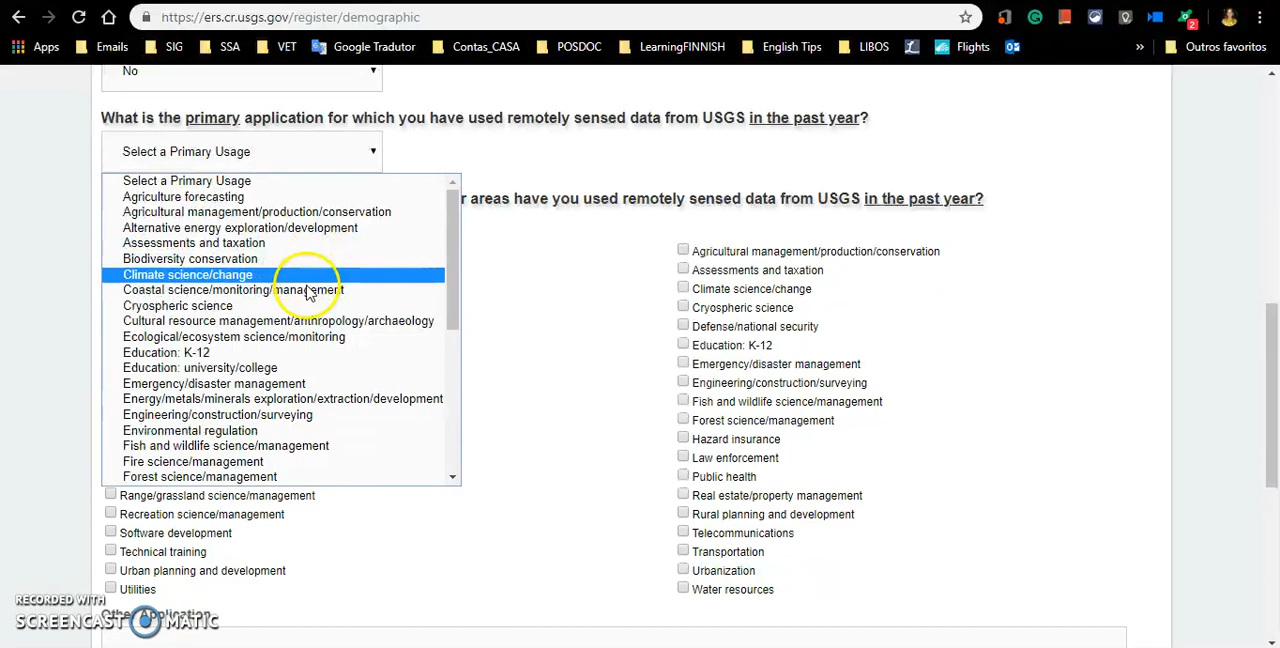 https://ers.cr.usgs.gov/register/demographic
2
Apps Emails SIG SSA VET Google Tradutor Contas_CASA POSDOC LearningFINNISH English Tips LIBOS Flights » Outros favoritos
No
What is the primary application for which you have used remotely sensed data from USGS in the past year?
Select a Primary Usage
Select a Primary Usage
Agriculture forecasting
r areas have you used remotely sensed data from USGS in the past year?
Agricultural management/production/conservation
Alternative energy exploration/development
Assessments and taxation
Biodiversity conservation
Climate science/change
Coastal science/monitoring/management
Cryospheric science
Cultural resource management/anthropology/archaeology
Ecological/ecosystem science/monitoring
Education: K-12
Education: university/college
Emergency/disaster management
Energy/metals/minerals exploration/extraction/development
Engineering/construction/surveying
Environmental regulation
Fish and wildlife science/management
Fire science/management
Forest science/management
Range/grassland science/management
Recreation science/management
Software development
Technical training
Urban planning and development
Utilities
Agricultural management/production/conservation
Assessments and taxation
Climate science/change
Cryospheric science
Defense/national security
Education: K-12
Emergency/disaster management
Engineering/construction/surveying
Fish and wildlife science/management
Forest science/management
Hazard insurance
Law enforcement
Public health
Real estate/property management
Rural planning and development
Telecommunications
Transportation
Urbanization
Water resources
Other Application
RECORDED WITH
SCREENCAST MATIC